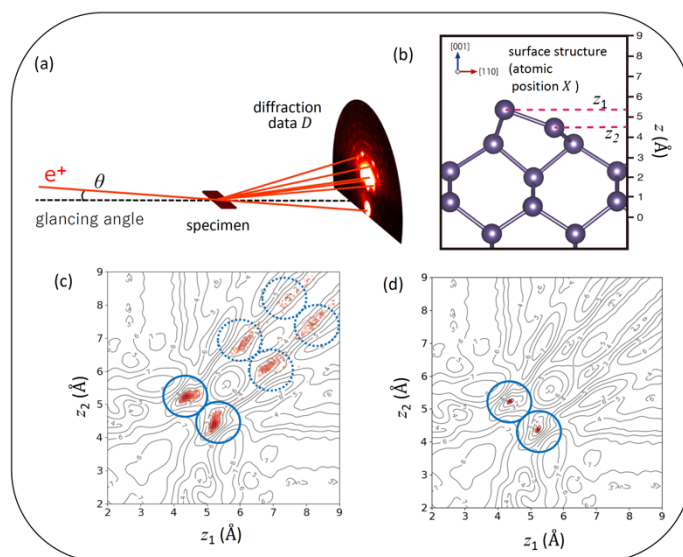 (a)
diffraction
data D
e+
θ
glancing angle
specimen
(b)
[001]
[110]
surface structure
(atomic
position X )
z1
z2
z (Å)
9
8
7
6
5
4
3
2
1
0
(c)
9
8
7
6
5
4
3
2
z2 (Å)
2 3 4 5 6 7 8 9
z1 (Å)
(d)
9
8
7
6
5
4
3
2
z2 (Å)
2 3 4 5 6 7 8 9
z1 (Å)